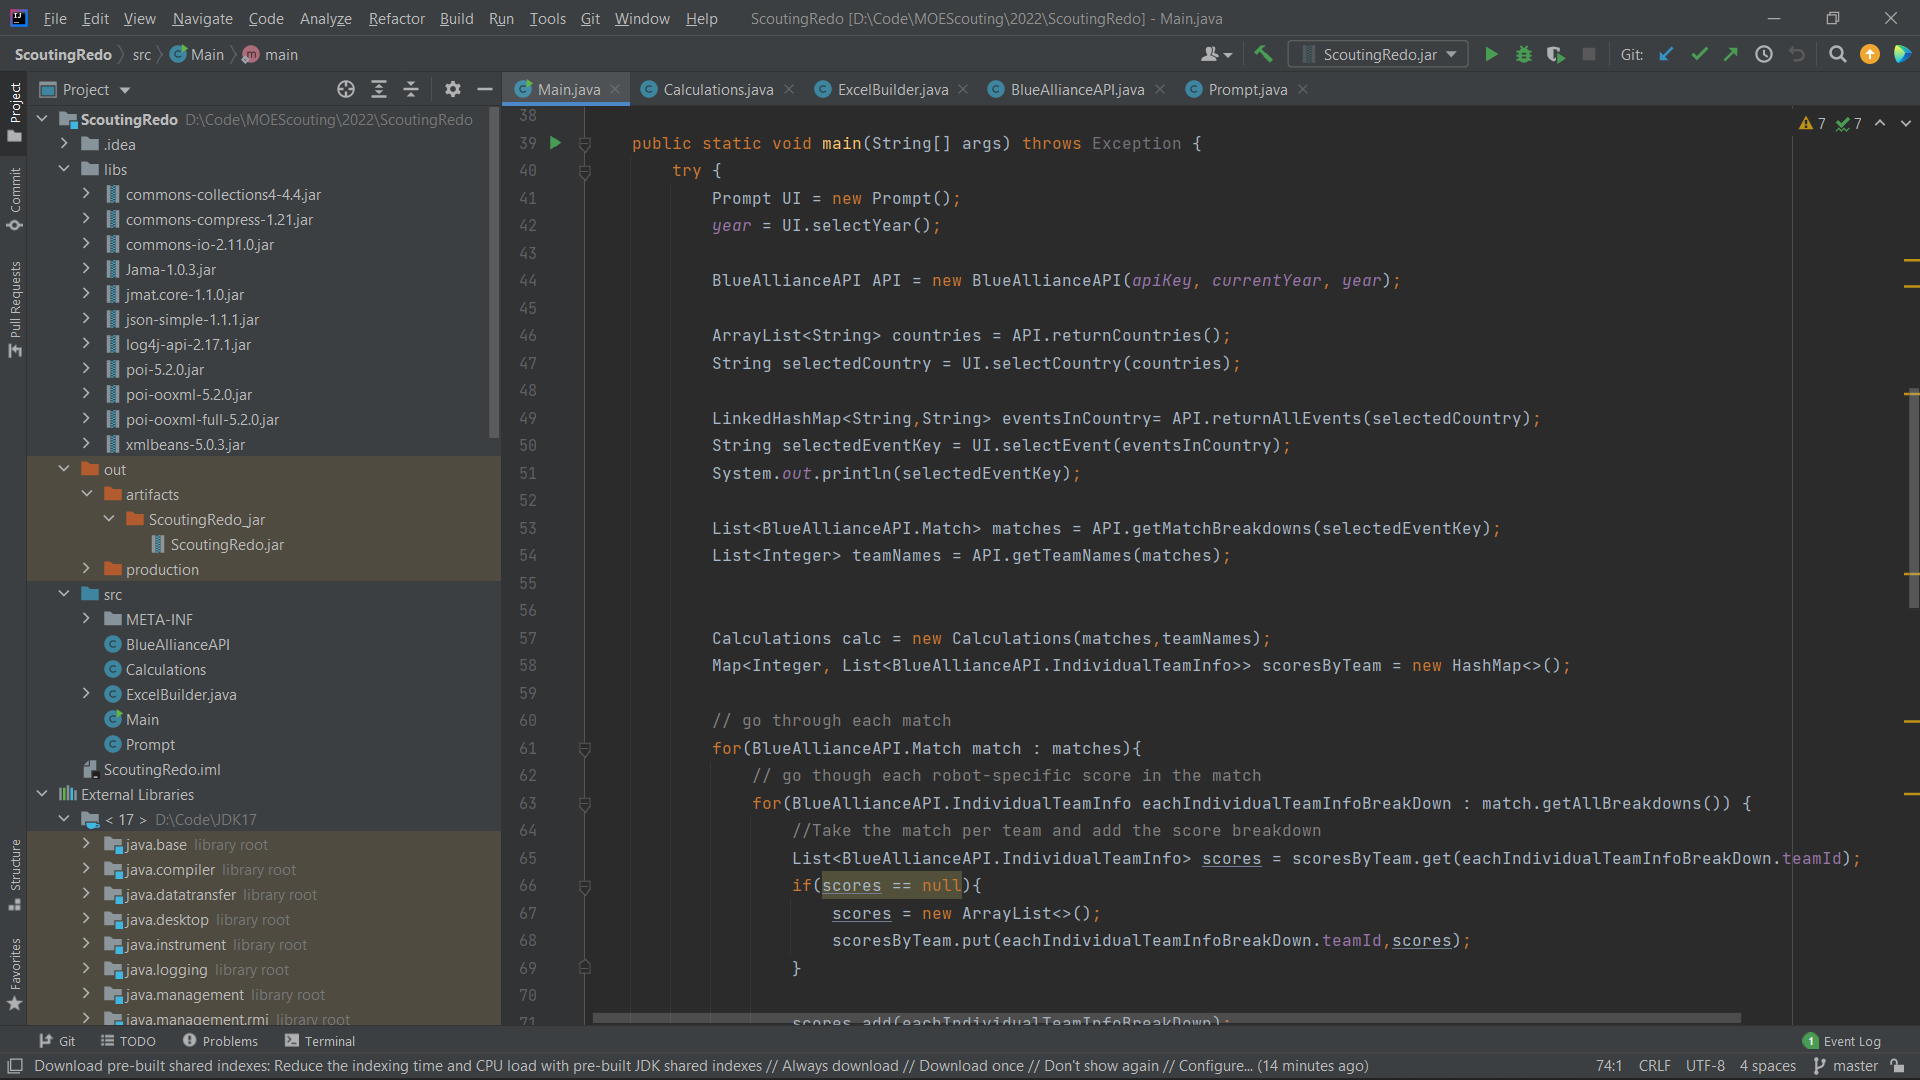 File Edit View Navigate Code Analyze Refactor Build Run Tools Git Window Help ScoutingRedo [D:\Code\MOEScouting\2022\ScoutingRedo] - Main.java
ScoutingRedo src Main main ScoutingRedo.jar Git:
Project
Main.java Calculations.java ExcelBuilder.java BlueAllianceAPI.java Prompt.java
Project
Commit
Pull Requests
Structure
Favorites
ScoutingRedo D:\Code\MOEScouting\2022\ScoutingRedo
.idea
libs
commons-collections4-4.4.jar
commons-compress-1.21.jar
commons-io-2.11.0.jar
Jama-1.0.3.jar
jmat.core-1.1.0.jar
json-simple-1.1.1.jar
log4j-api-2.17.1.jar
poi-5.2.0.jar
poi-ooxml-5.2.0.jar
poi-ooxml-full-5.2.0.jar
xmlbeans-5.0.3.jar
out
artifacts
ScoutingRedo_jar
ScoutingRedo.jar
production
src
META-INF
BlueAllianceAPI
Calculations
ExcelBuilder.java
Main
Prompt
ScoutingRedo.iml
External Libraries
< 17 > D:\Code\JDK17
java.base library root
java.compiler library root
java.datatransfer library root
java.desktop library root
java.instrument library root
java.logging library root
java.management library root
java.management.rmi library root
7 7
38
39 public static void main(String[] args) throws Exception {
40 try {
41 Prompt UI = new Prompt();
42 year = UI.selectYear();
43
44 BlueAllianceAPI API = new BlueAllianceAPI(apiKey, currentYear, year);
45
46 ArrayList<String> countries = API.returnCountries();
47 String selectedCountry = UI.selectCountry(countries);
48
49 LinkedHashMap<String,String> eventsInCountry= API.returnAllEvents(selectedCountry);
50 String selectedEventKey = UI.selectEvent(eventsInCountry);
51 System.out.println(selectedEventKey);
52
53 List<BlueAllianceAPI.Match> matches = API.getMatchBreakdowns(selectedEventKey);
54 List<Integer> teamNames = API.getTeamNames(matches);
55
56
57 Calculations calc = new Calculations(matches,teamNames);
58 Map<Integer, List<BlueAllianceAPI.IndividualTeamInfo>> scoresByTeam = new HashMap<>();
59
60 // go through each match
61 for(BlueAllianceAPI.Match match : matches){
62 // go though each robot-specific score in the match
63 for(BlueAllianceAPI.IndividualTeamInfo eachIndividualTeamInfoBreakDown : match.getAllBreakdowns()) {
64 //Take the match per team and add the score breakdown
65 List<BlueAllianceAPI.IndividualTeamInfo> scores = scoresByTeam.get(eachIndividualTeamInfoBreakDown.teamId);
66 if(scores == null){
67 scores = new ArrayList<>();
68 scoresByTeam.put(eachIndividualTeamInfoBreakDown.teamId,scores);
69 }
70
71 scores.add(eachIndividualTeamInfoBreakDown);
Git TODO Problems Terminal 1 Event Log
Download pre-built shared indexes: Reduce the indexing time and CPU load with pre-built JDK shared indexes // Always download // Download once // Don't show again // Configure... (14 minutes ago) 74:1 CRLF UTF-8 4 spaces master